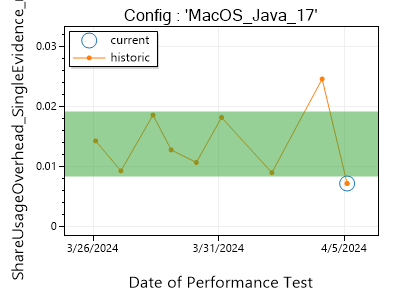 Config : 'MacOS_Java_17'
current
historic
0.03
0.02
0.01
0
3/26/2024
3/31/2024
4/5/2024
Date of Performance Test
ShareUsageOverhead_SingleEvidence_